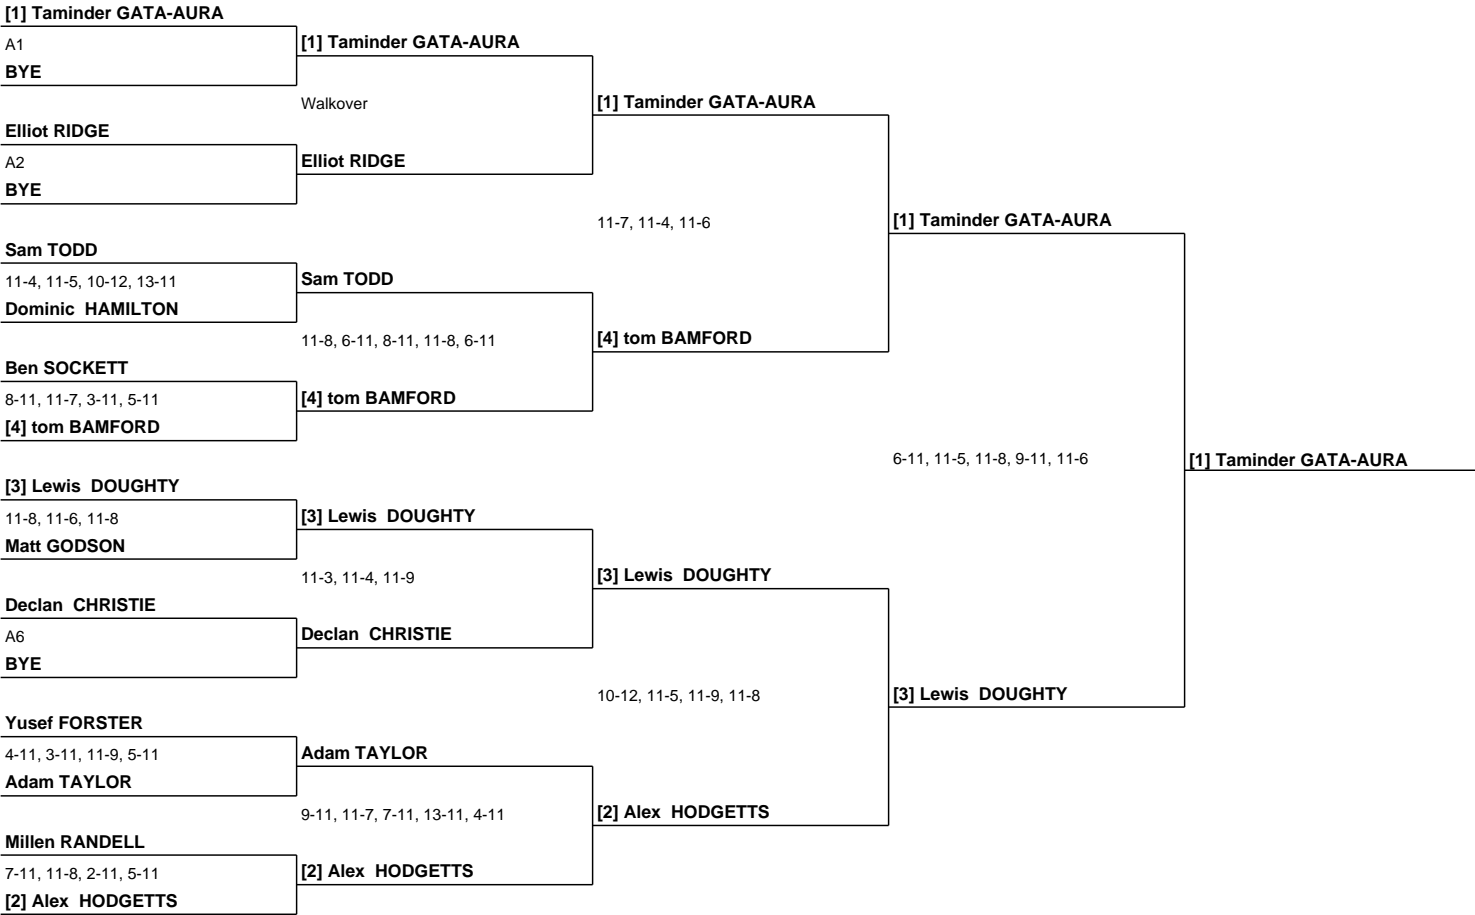 [1] Taminder GATA-AURA
A1
BYE
Elliot RIDGE
A2
BYE
Sam TODD
11-4, 11-5, 10-12, 13-11
Dominic  HAMILTON
Ben SOCKETT
8-11, 11-7, 3-11, 5-11
[4] tom BAMFORD
[3] Lewis  DOUGHTY
11-8, 11-6, 11-8
Matt GODSON
Declan  CHRISTIE
A6
BYE
Yusef FORSTER
4-11, 3-11, 11-9, 5-11
Adam TAYLOR
Millen RANDELL
7-11, 11-8, 2-11, 5-11
[2] Alex  HODGETTS
[1] Taminder GATA-AURA
Walkover
Elliot RIDGE
Sam TODD
11-8, 6-11, 8-11, 11-8, 6-11
[4] tom BAMFORD
[3] Lewis  DOUGHTY
11-3, 11-4, 11-9
Declan  CHRISTIE
Adam TAYLOR
9-11, 11-7, 7-11, 13-11, 4-11
[2] Alex  HODGETTS
[1] Taminder GATA-AURA
11-7, 11-4, 11-6
[4] tom BAMFORD
[3] Lewis  DOUGHTY
10-12, 11-5, 11-9, 11-8
[2] Alex  HODGETTS
[1] Taminder GATA-AURA
6-11, 11-5, 11-8, 9-11, 11-6
[3] Lewis  DOUGHTY
[1] Taminder GATA-AURA